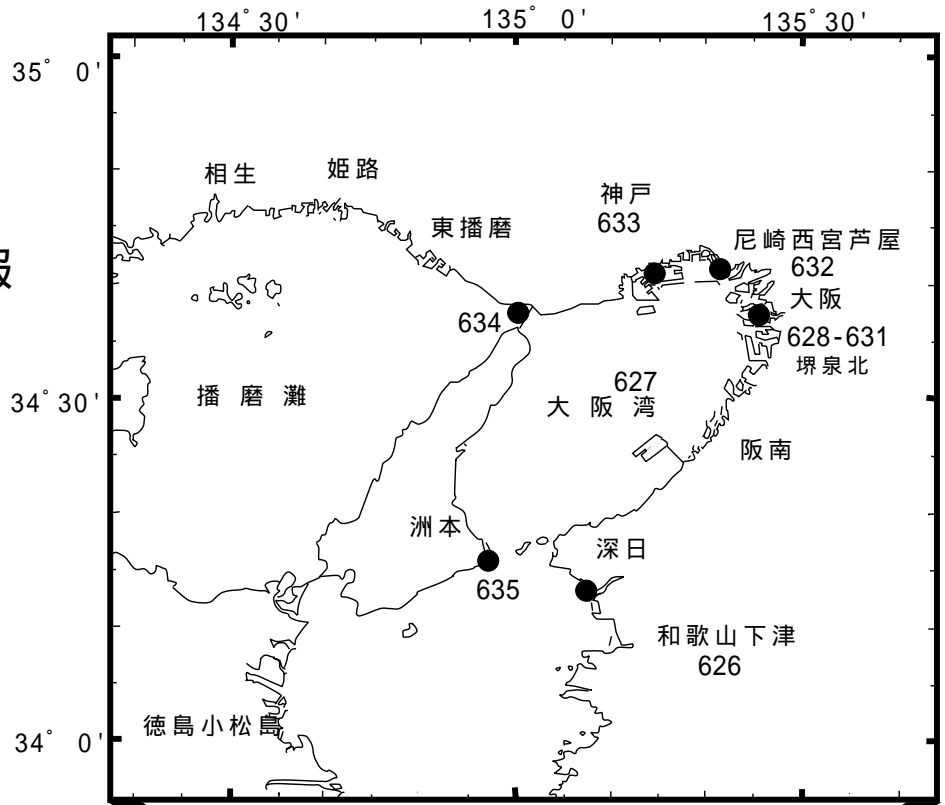 134° 30'
135° 0'
135° 30'
35° 0'
報
相生
姫路
神戸
633
東播磨
尼崎西宮芦屋
632
大阪
634
628-631
堺泉北
627
34° 30'
播磨灘
大阪湾
阪南
洲本
深日
635
和歌山下津
626
徳島小松島
34° 0'